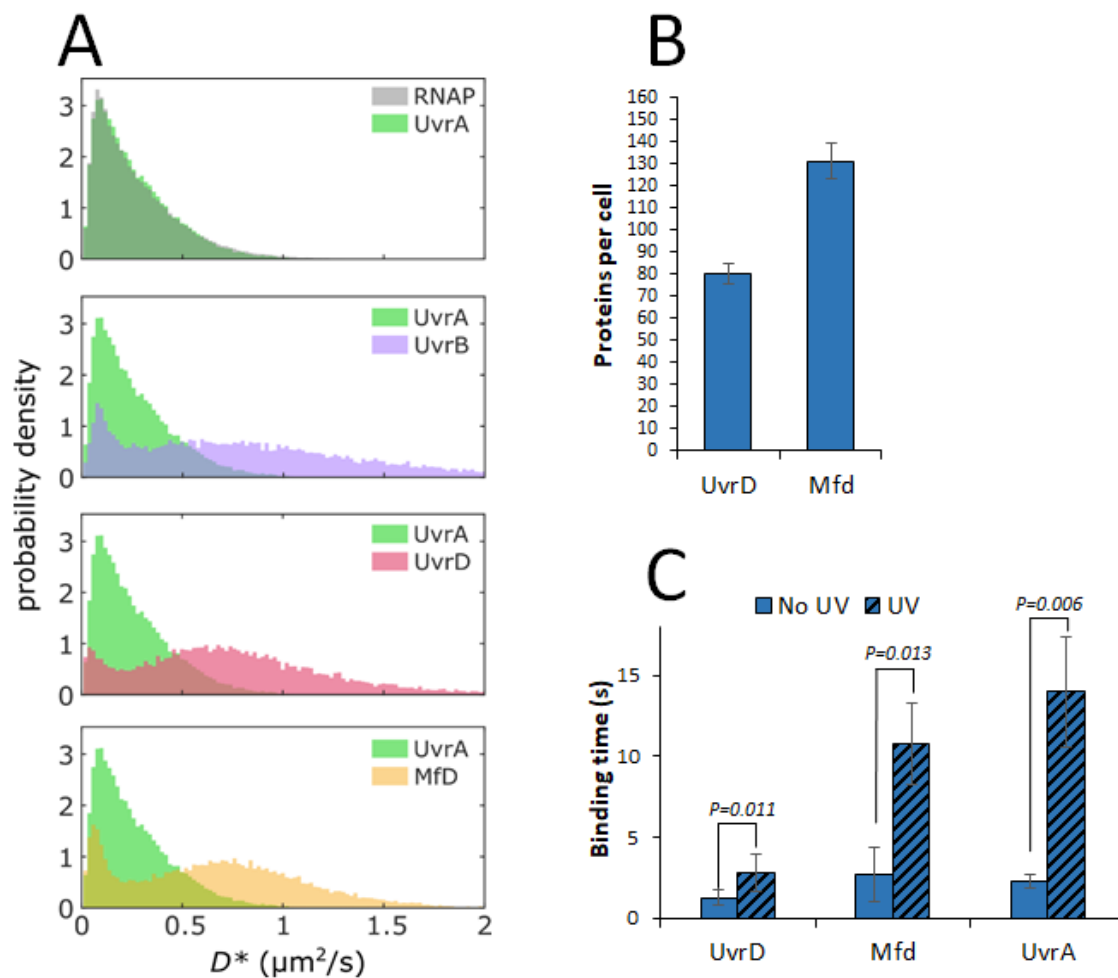 A
RNAP
UvrA
3
2
1
0
UvrA
UvrB
3
2
1
0
UvrA
UvrD
3
2
1
0
UvrA
MfD
3
2
1
0
0 0.5 1 1.5 2
probability density
D* (μm²/s)
B
160
150
140
130
120
110
100
90
80
70
60
50
40
30
20
10
0
Proteins per cell
UvrD Mfd
C
No UV UV
P=0.006
P=0.013
P=0.011
15
10
5
0
Binding time (s)
UvrD Mfd UvrA